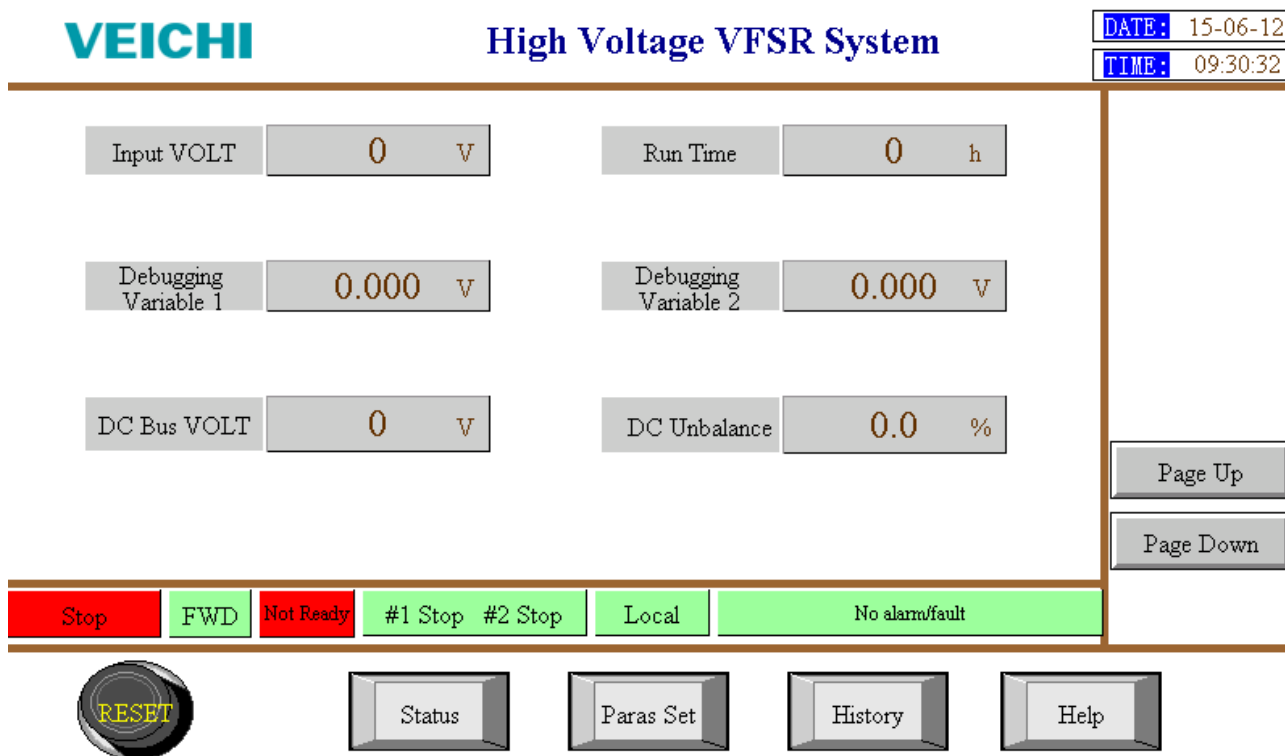 VEICHI
High Voltage VFSR System
DATE: 15-06-12
TIME: 09:30:32
Input VOLT 0 V
Run Time 0 h
Debugging
Variable 1
0.000 V
Debugging
Variable 2
0.000 V
DC Bus VOLT 0 V
DC Unbalance 0.0 %
Page Up
Page Down
Stop FWD Not Ready #1 Stop #2 Stop Local No alarm/fault
RESET Status Paras Set History Help